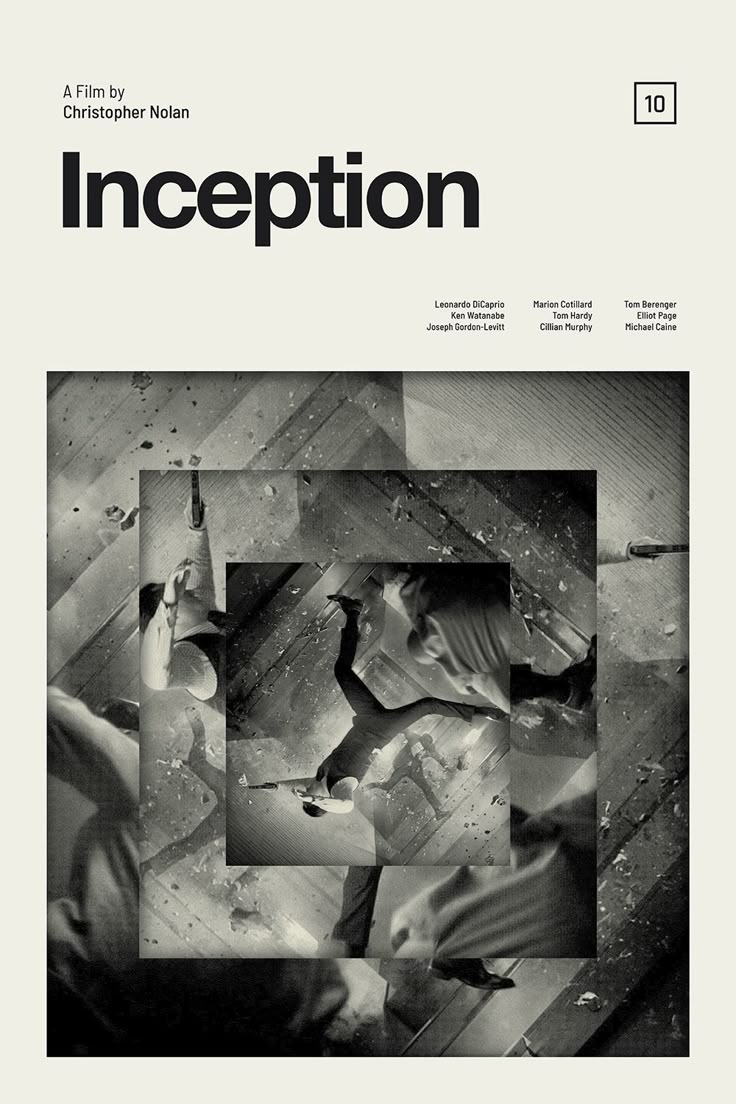 A Film by
Christopher Nolan
10
Inception
Leonardo DiCaprio
Ken Watanabe
Joseph Gordon-Levitt
Marion Cotillard
Tom Hardy
Cillian Murphy
Tom Berenger
Elliot Page
Michael Caine